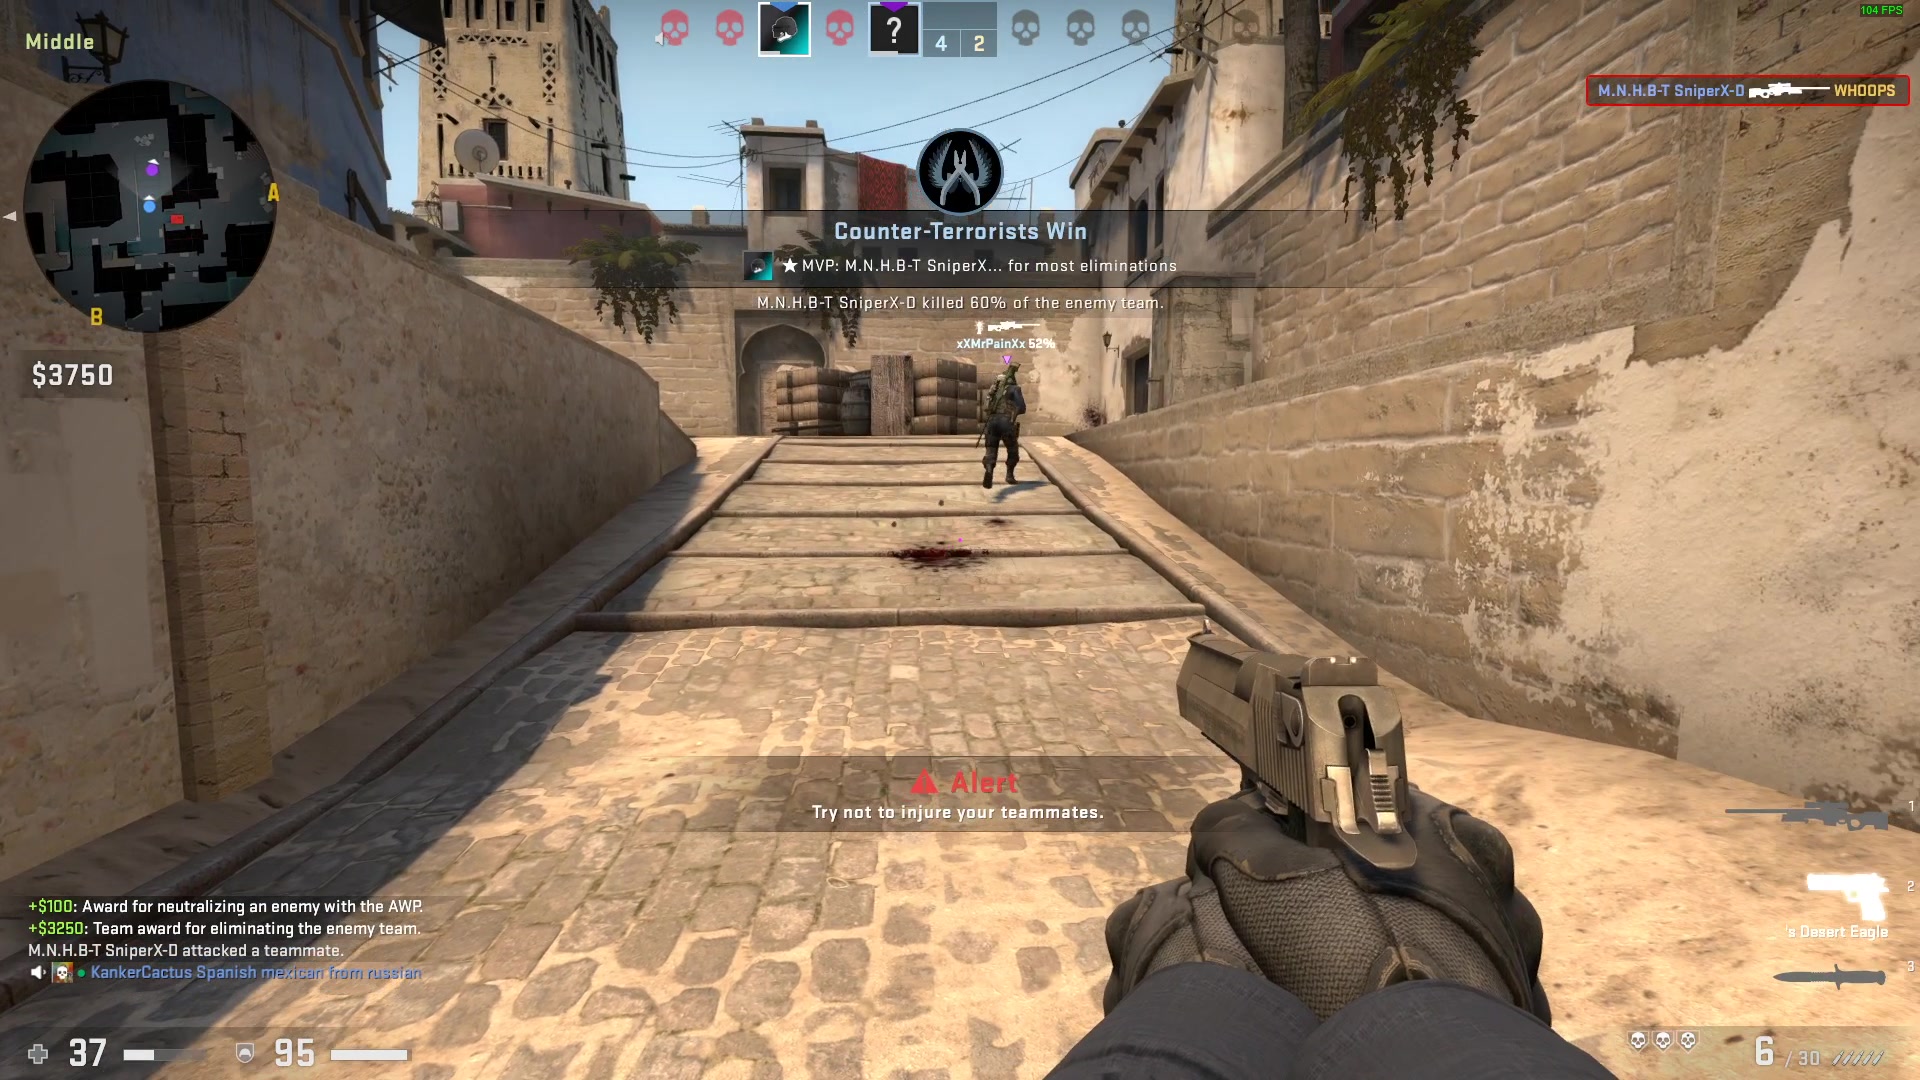 104 FPS
Middle
?
4 2
M.N.H.B-T SniperX-D WHOOPS
A
B
Counter-Terrorists Win
★ MVP: M.N.H.B-T SniperX... for most eliminations
M.N.H.B-T SniperX-D killed 60% of the enemy team.
xXMrPainXx 52%
$3750
Alert
Try not to injure your teammates.
1
2
's Desert Eagle
3
+$100: Award for neutralizing an enemy with the AWP.
+$3250: Team award for eliminating the enemy team.
M.N.H.B-T SniperX-D attacked a teammate.
KankerCactus Spanish mexican from russian
37 95
6 / 30